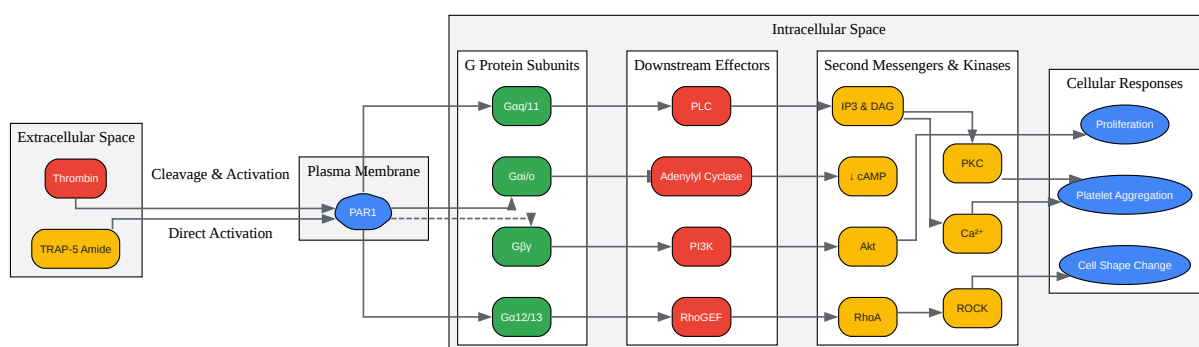 Intracellular Space
G Protein Subunits
Downstream Effectors
Second Messengers & Kinases
Cellular Responses
Extracellular Space
Plasma Membrane
Cleavage & Activation
Direct Activation
Thrombin
TRAP-5 Amide
PAR1
Gαq/11
Gαi/o
Gβγ
Gα12/13
PLC
Adenylyl Cyclase
PI3K
RhoGEF
IP3 & DAG
↓ cAMP
Akt
RhoA
PKC
Ca²⁺
ROCK
Proliferation
Platelet Aggregation
Cell Shape Change